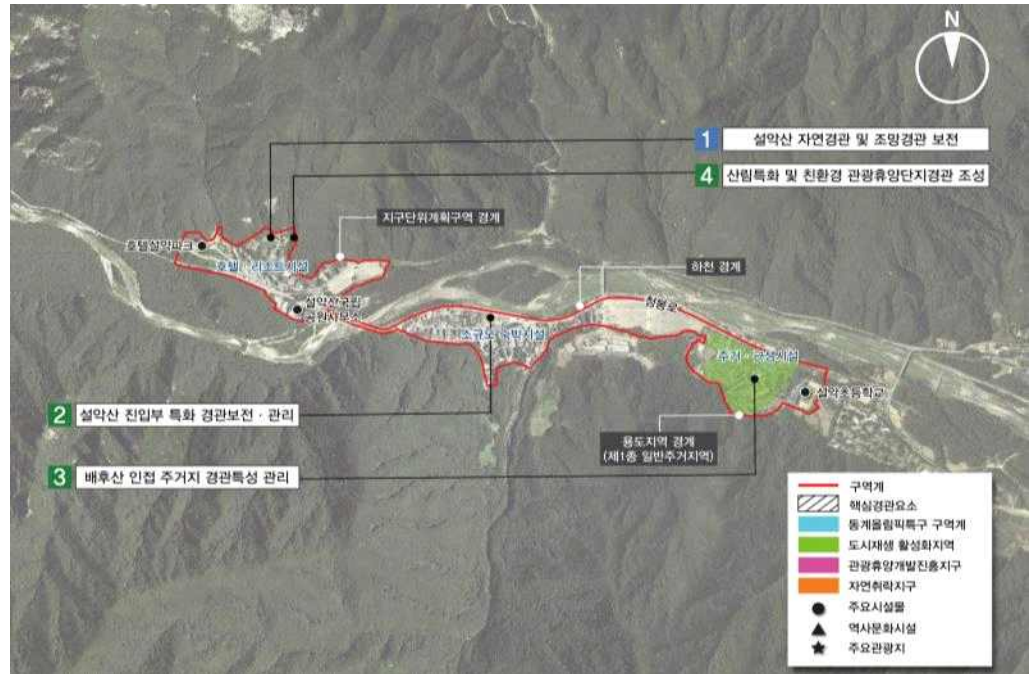 N
1 설악산 자연경관 및 조망경관 보전
4 산림특화 및 친환경 관광휴양단지경관 조성
지구단위계획구역 경계
호텔설악파크
호텔·리조트시설
하천 경계
설악산국립
공원사무소
청봉로
소규모 숙박시설
주거·근생시설
설악초등학교
2 설악산 진입부 특화 경관보전·관리
용도지역 경계
(제1종 일반주거지역)
3 배후산 인접 주거지 경관특성 관리
구역계
핵심경관요소
동계올림픽특구 구역계
도시재생 활성화지역
관광휴양개발진흥지구
자연취락지구
주요시설물
역사문화시설
주요관광지